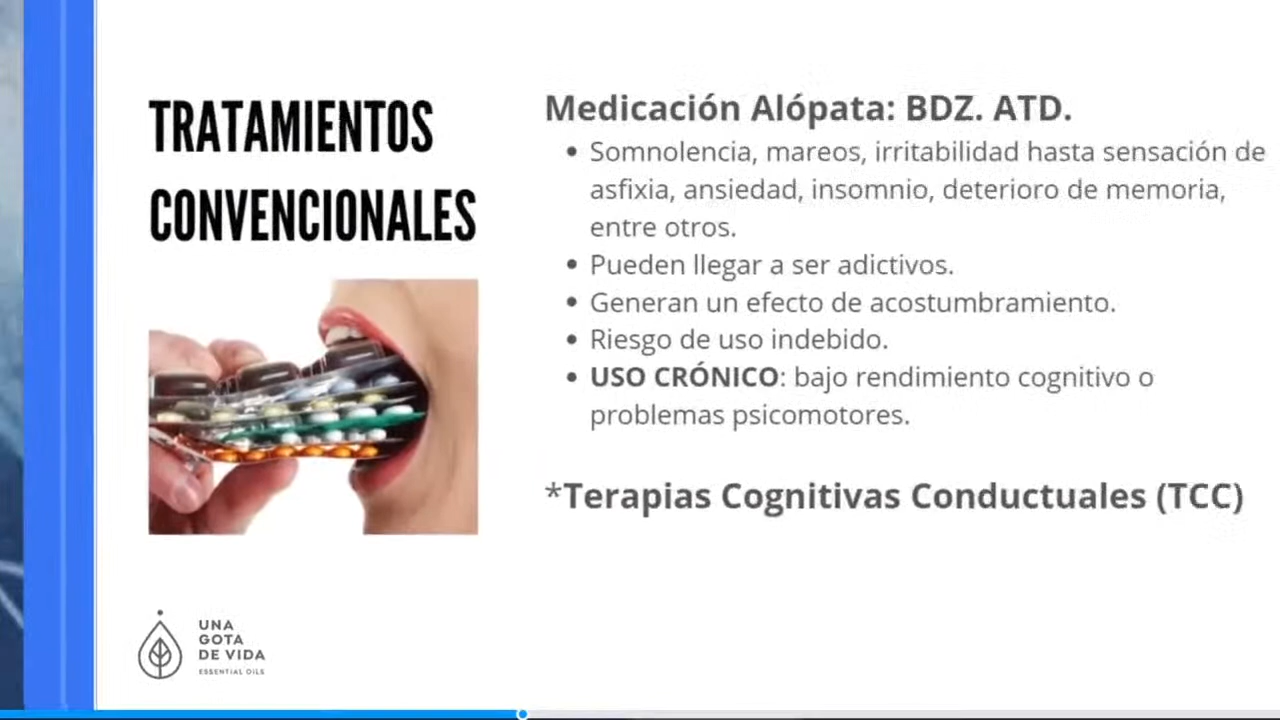 TRATAMIENTOS
CONVENCIONALES
Medicación Alópata: BDZ. ATD.
• Somnolencia, mareos, irritabilidad hasta sensación de
asfixia, ansiedad, insomnio, deterioro de memoria,
entre otros.
• Pueden llegar a ser adictivos.
• Generan un efecto de acostumbramiento.
• Riesgo de uso indebido.
• USO CRÓNICO: bajo rendimiento cognitivo o
problemas psicomotores.
*Terapias Cognitivas Conductuales (TCC)
UNA
GOTA
DE VIDA
ESSENTIAL OILS